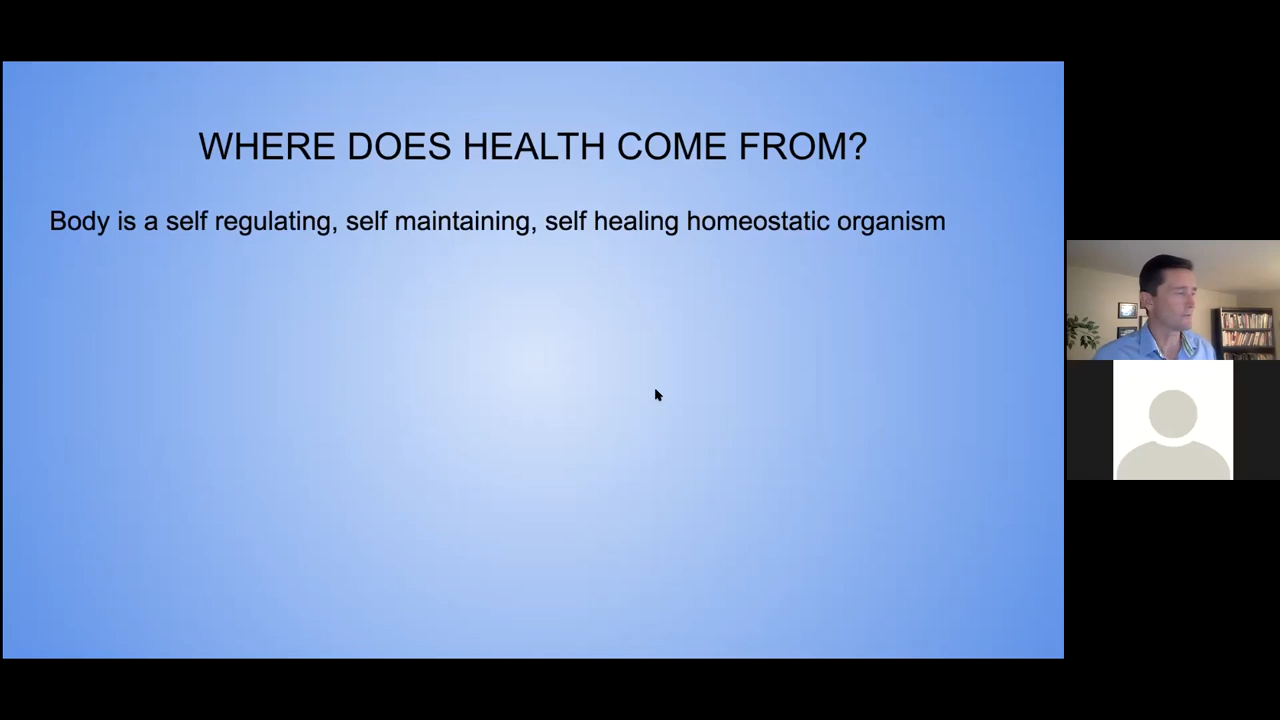 WHERE DOES HEALTH COME FROM?
Body is a self regulating, self maintaining, self healing homeostatic organism